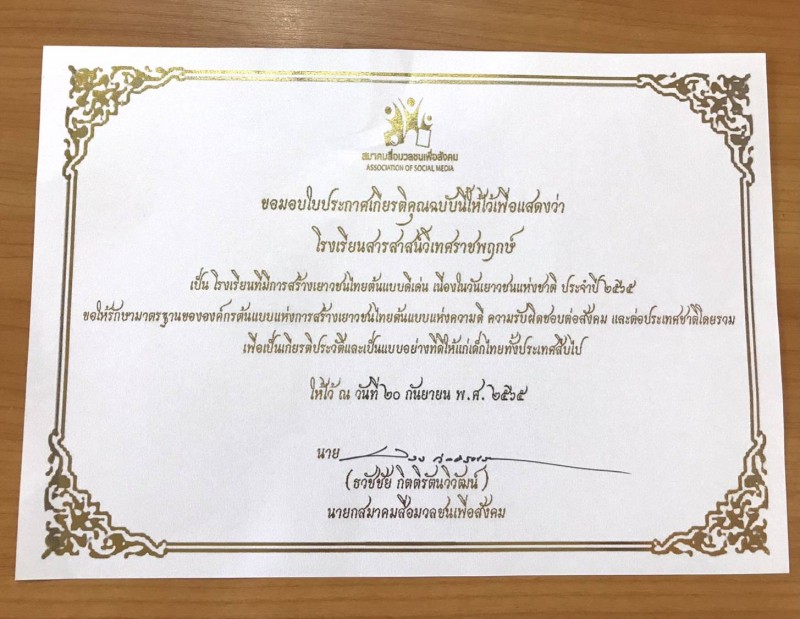 สมาคมสื่อมวลชนเพื่อสังคม
ASSOCIATION OF SOCIAL MEDIA
ขอมอบใบประกาศเกียรติคุณฉบับนี้ให้ไว้เพื่อแสดงว่า
โรงเรียนสารสาสน์วิเทศราชพฤกษ์
เป็น โรงเรียนที่มีการสร้างเยาวชนไทยต้นแบบดีเด่น เนื่องในวันเยาวชนแห่งชาติ ประจำปี ๒๕๖๕
ขอให้รักษามาตรฐานขององค์กรต้นแบบแห่งการสร้างเยาวชนไทยต้นแบบแห่งความดี ความรับผิดชอบต่อสังคม และต่อประเทศชาติโดยรวม
เพื่อเป็นเกียรติประวัติและเป็นแบบอย่างที่ดีให้แก่เด็กไทยทั้งประเทศสืบไป
ให้ไว้ ณ วันที่ ๒๐ กันยายน พ.ศ. ๒๕๖๕
นาย
( ธวัชชัย กิตติรัตนวิวัฒน์ )
นายกสมาคมสื่อมวลชนเพื่อสังคม